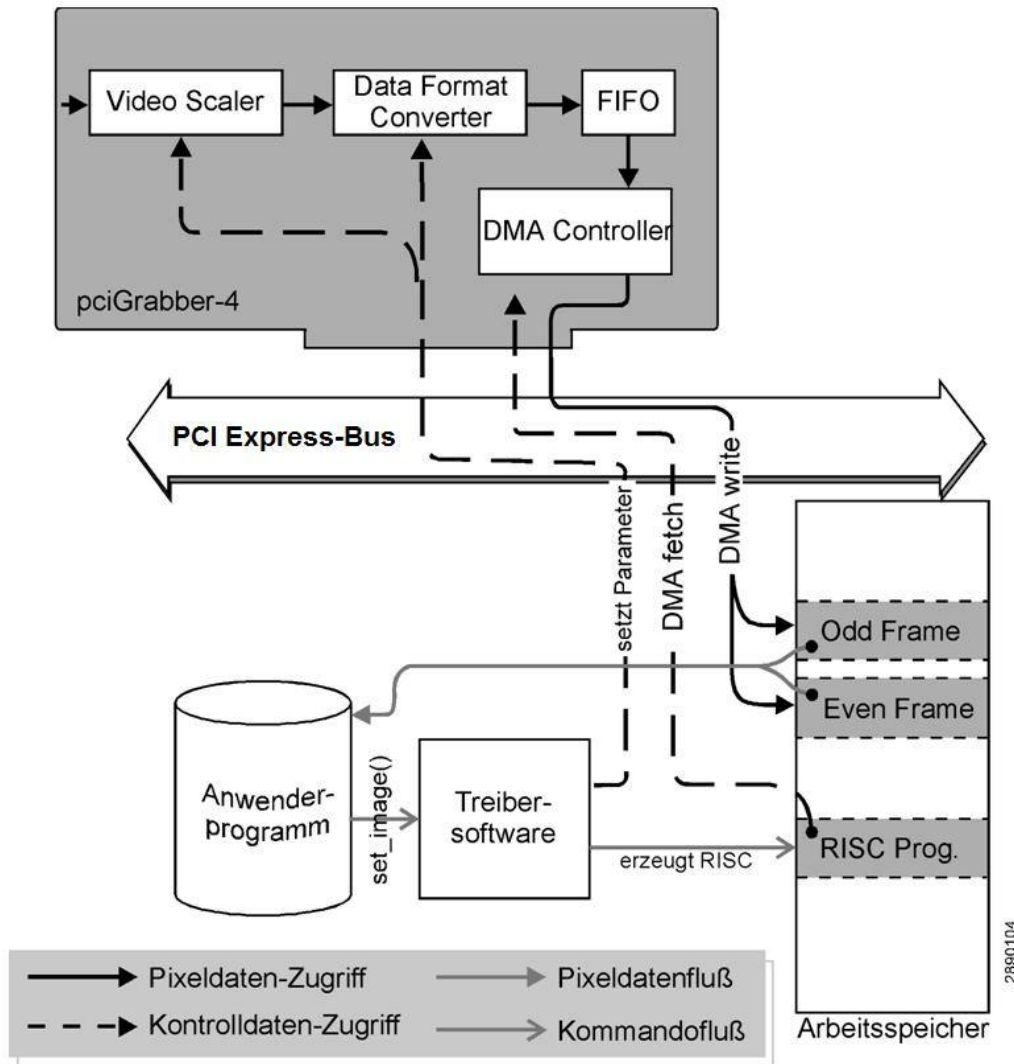 Video Scaler
Data Format
Converter
FIFO
DMA Controller
pciGrabber-4
PCI Express-Bus
setzt Parameter
DMA fetch
DMA write
Odd Frame
Even Frame
Anwender-
programm
set_image()
Treiber-
software
erzeugt RISC
RISC Prog.
2890104
Pixeldaten-Zugriff
Pixeldatenfluß
Kontrolldaten-Zugriff
Kommandofluß
Arbeitsspeicher